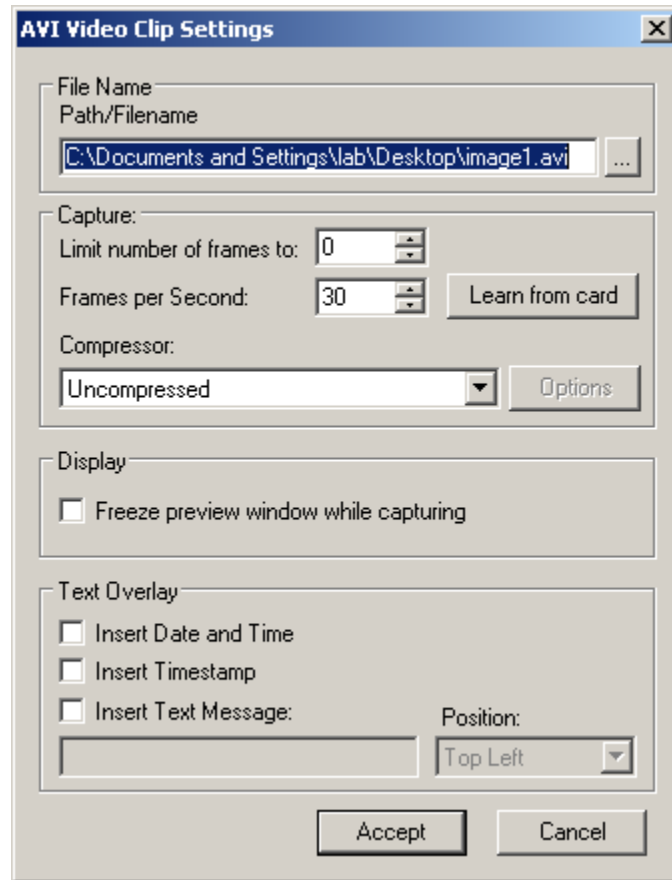 AVI Video Clip Settings
File Name
Path/Filename
C:\Documents and Settings\lab\Desktop\image1.avi ...
Capture:
Limit number of frames to: 0
Frames per Second: 30 Learn from card
Compressor:
Uncompressed Options
Display
Freeze preview window while capturing
Text Overlay
Insert Date and Time
Insert Timestamp
Insert Text Message: Position:
Top Left
Accept Cancel